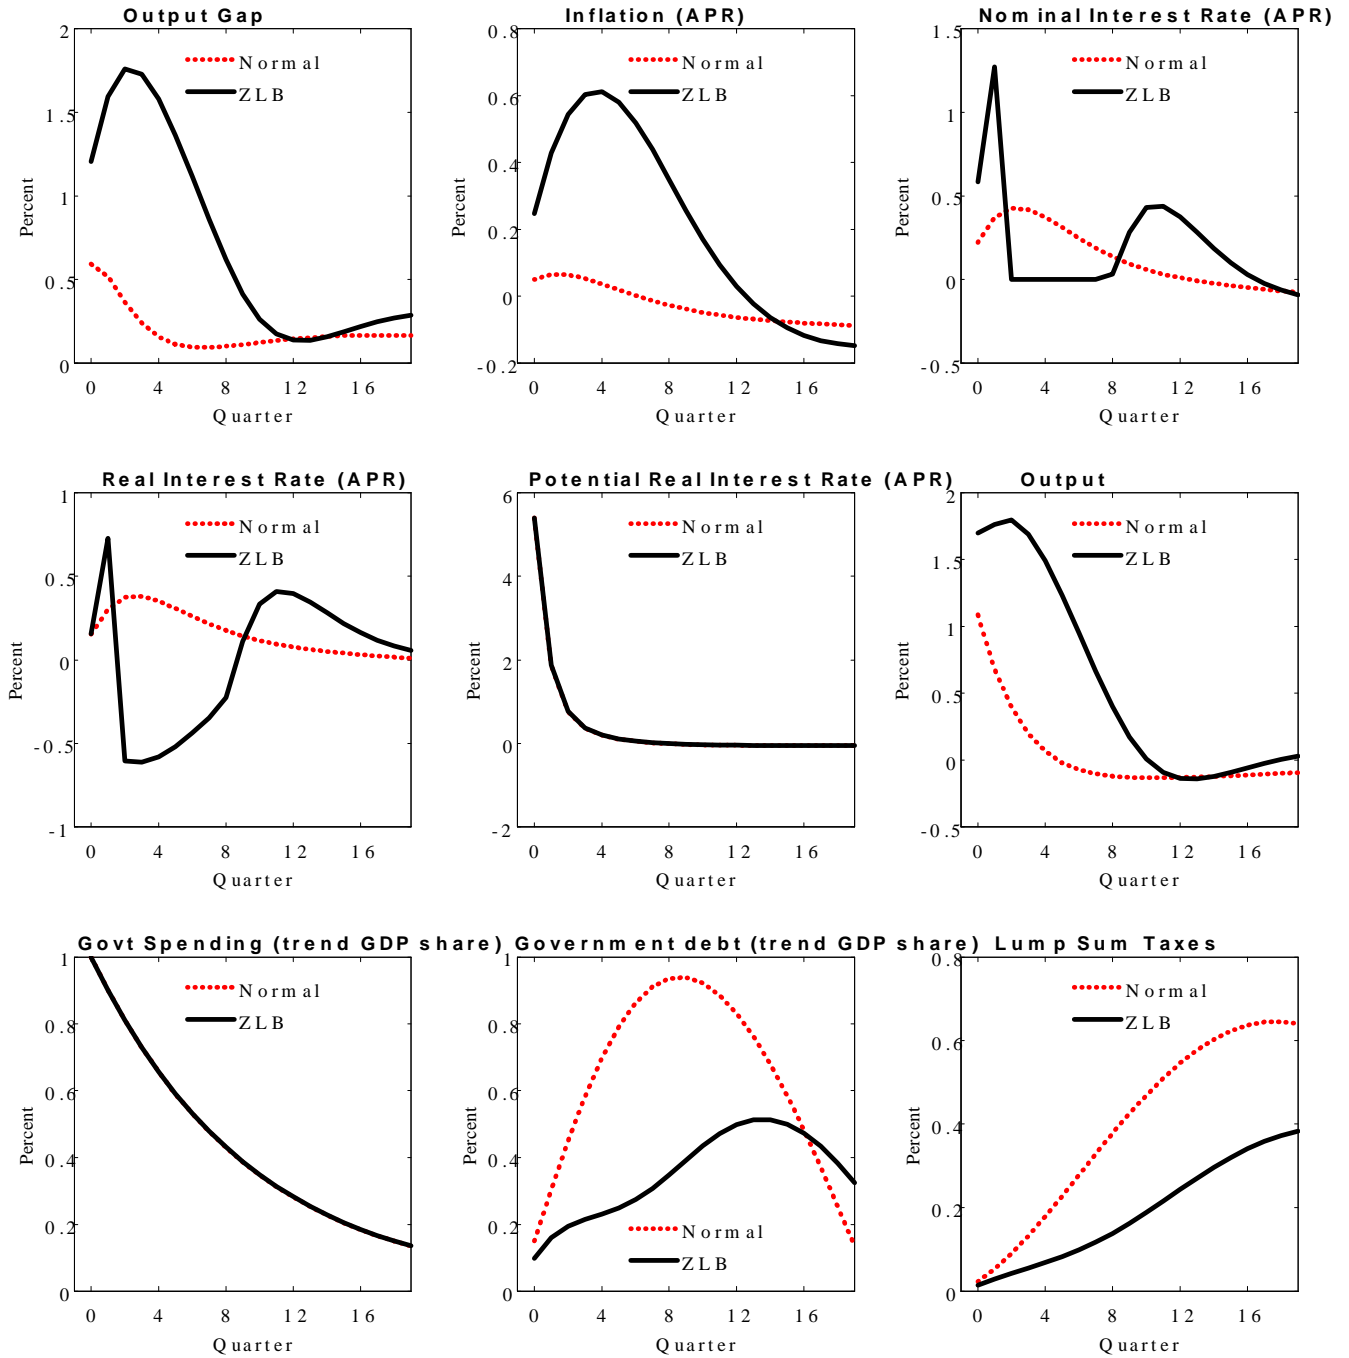 Output Gap
2
1.5
1
0.5
0
Percent
Normal
ZLB
0 4 8 12 16
Quarter
Inflation (APR)
0.8
0.6
0.4
0.2
0
-0.2
Percent
Normal
ZLB
0 4 8 12 16
Quarter
Nominal Interest Rate (APR)
1.5
1
0.5
0
-0.5
Percent
Normal
ZLB
0 4 8 12 16
Quarter
Real Interest Rate (APR)
1
0.5
0
-0.5
-1
Percent
Normal
ZLB
0 4 8 12 16
Quarter
Potential Real Interest Rate (APR)
6
4
2
0
-2
Percent
Normal
ZLB
0 4 8 12 16
Quarter
Output
2
1.5
1
0.5
0
-0.5
Percent
Normal
ZLB
0 4 8 12 16
Quarter
Govt Spending (trend GDP share)
1
0.8
0.6
0.4
0.2
0
Percent
Normal
ZLB
0 4 8 12 16
Quarter
Government debt (trend GDP share)
1
0.8
0.6
0.4
0.2
0
Percent
Normal
ZLB
0 4 8 12 16
Quarter
Lump Sum Taxes
0.8
0.6
0.4
0.2
0
Percent
Normal
ZLB
0 4 8 12 16
Quarter